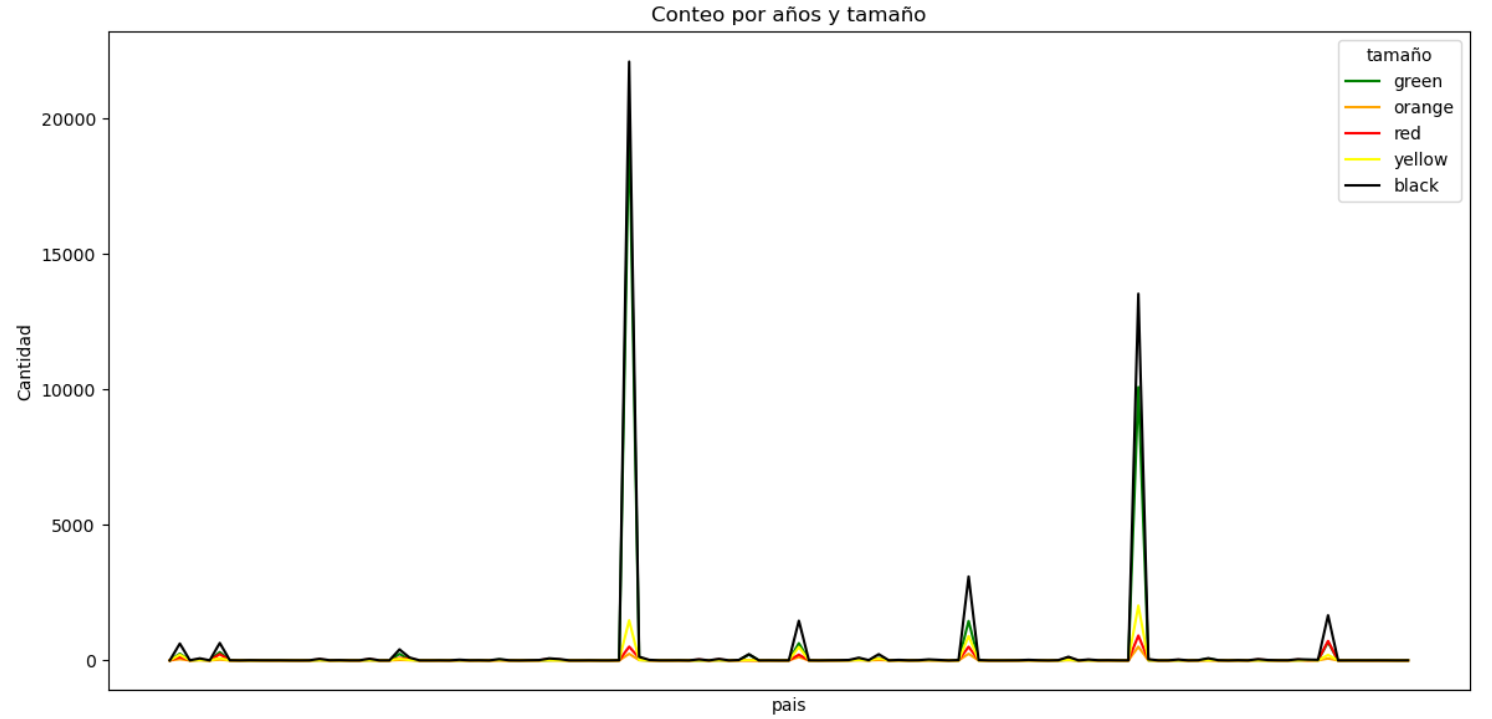 Conteo por años y tamaño
tamaño
green
orange
red
yellow
black
Cantidad
20000
15000
10000
5000
0
pais